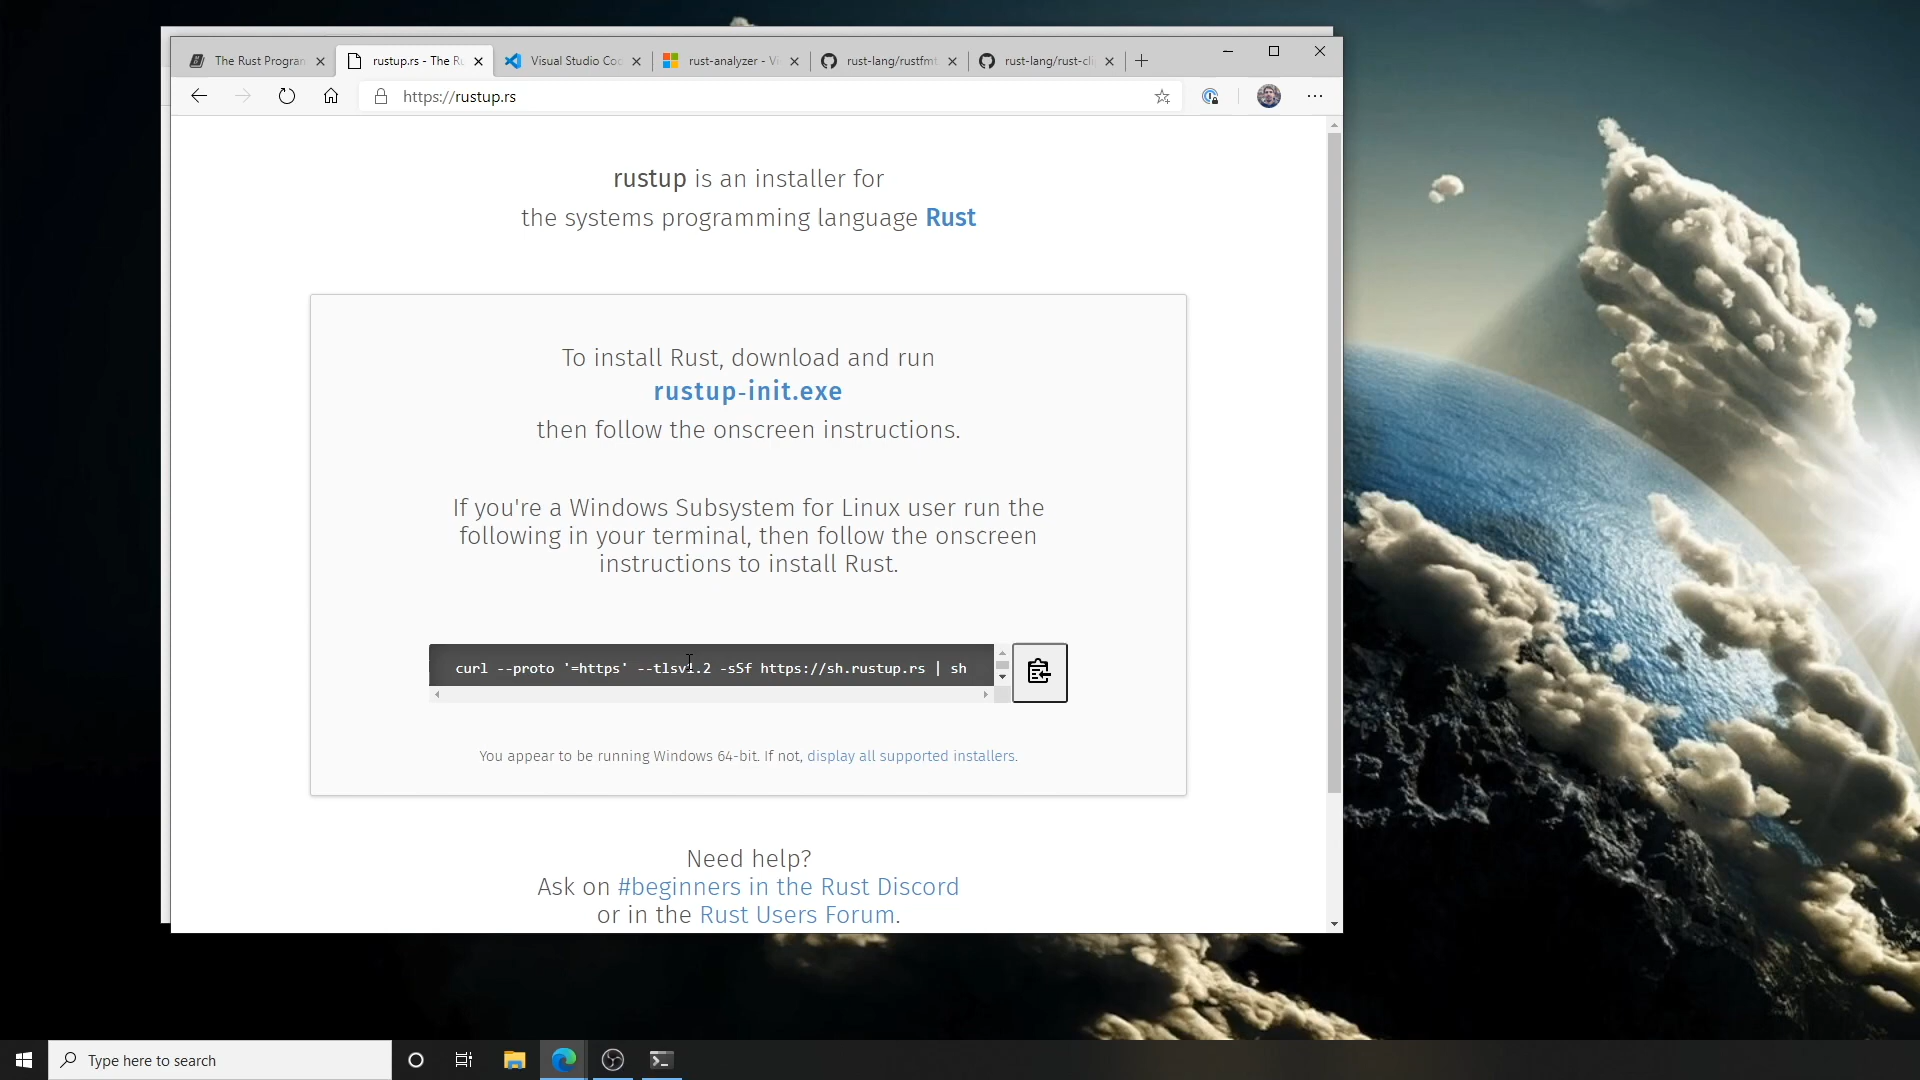 The Rust Program
rustup.rs - The Ru
Visual Studio Co
rust-analyzer - Vi
rust-lang/rustfmt
rust-lang/rust-cli
https://rustup.rs
rustup is an installer for
the systems programming language Rust
To install Rust, download and run
rustup-init.exe
then follow the onscreen instructions.
If you're a Windows Subsystem for Linux user run the
following in your terminal, then follow the onscreen
instructions to install Rust.
curl --proto '=https' --tlsv1.2 -sSf https://sh.rustup.rs | sh
You appear to be running Windows 64-bit. If not, display all supported installers.
Need help?
Ask on #beginners in the Rust Discord
or in the Rust Users Forum.
Type here to search